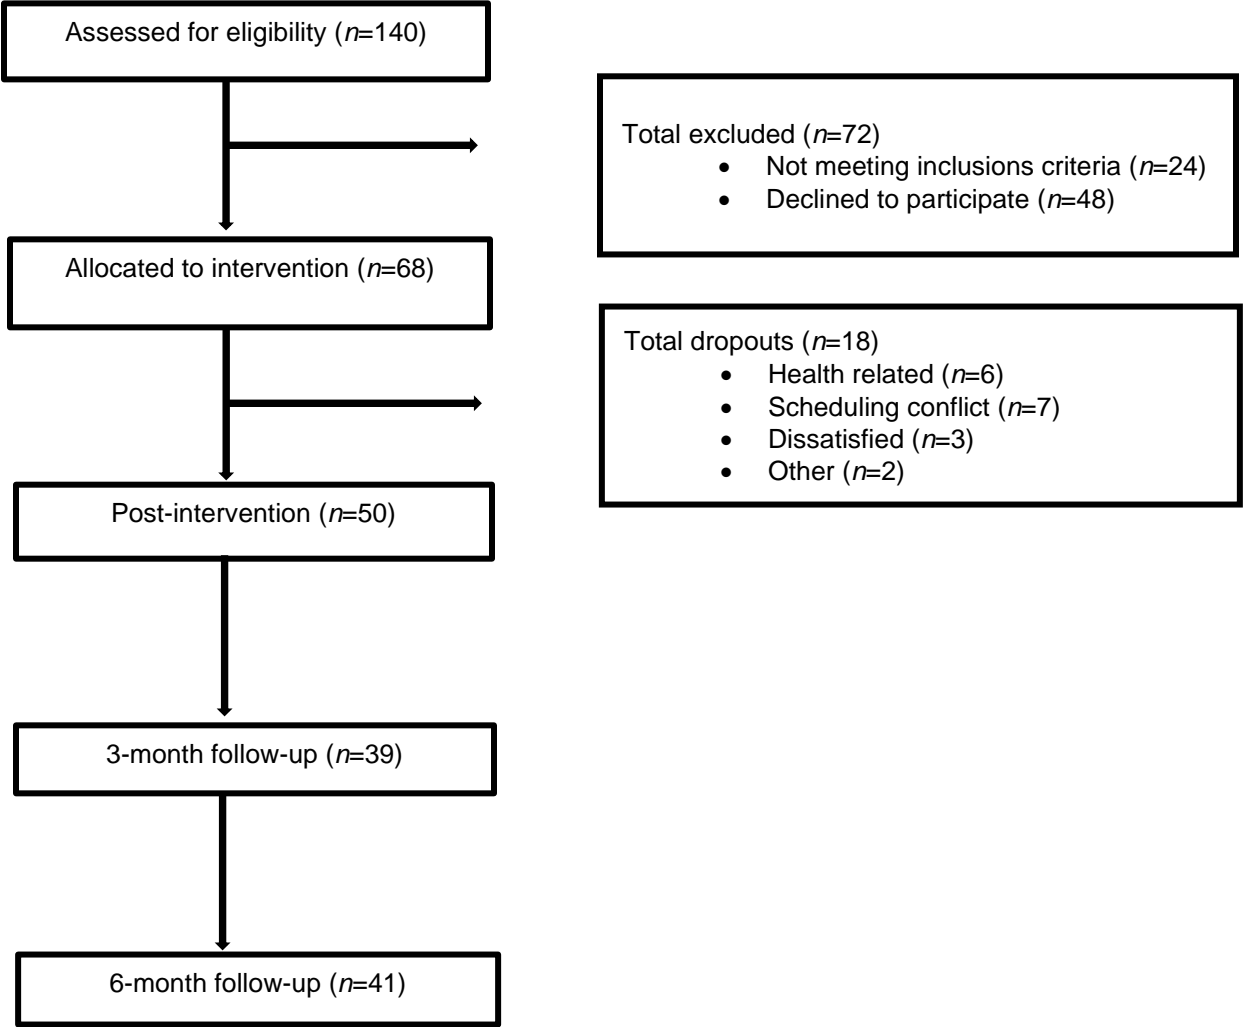 Assessed for eligibility (n=140)
Total excluded (n=72)
• Not meeting inclusions criteria (n=24)
• Declined to participate (n=48)
Allocated to intervention (n=68)
Total dropouts (n=18)
• Health related (n=6)
• Scheduling conflict (n=7)
• Dissatisfied (n=3)
• Other (n=2)
Post-intervention (n=50)
3-month follow-up (n=39)
6-month follow-up (n=41)